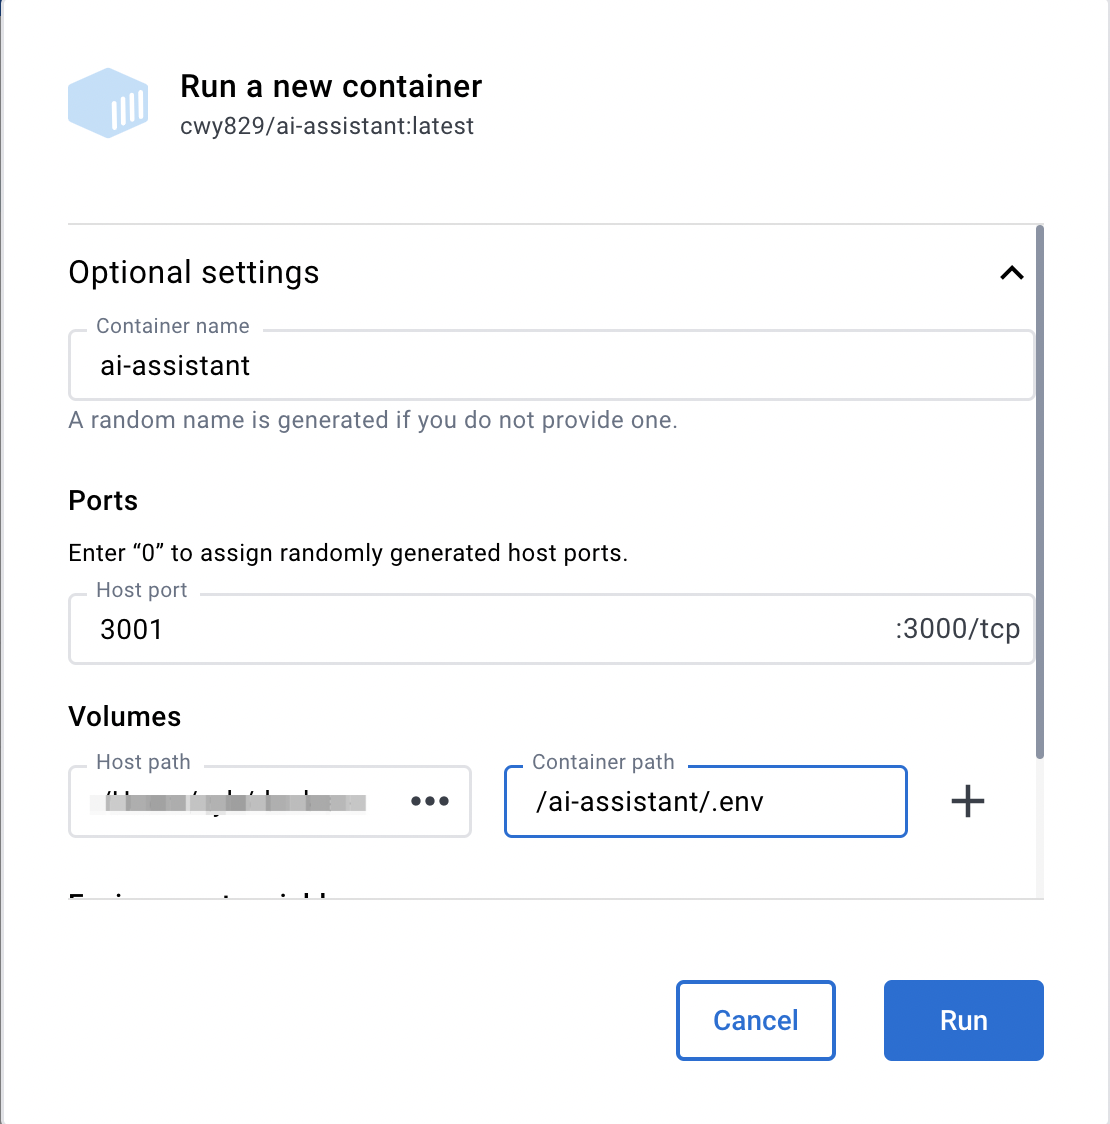 Run a new container
cwy829/ai-assistant:latest
Optional settings
Container name
ai-assistant
A random name is generated if you do not provide one.
Ports
Enter “0” to assign randomly generated host ports.
Host port
3001 :3000/tcp
Volumes
Host path
Container path
/ai-assistant/.env
Cancel
Run